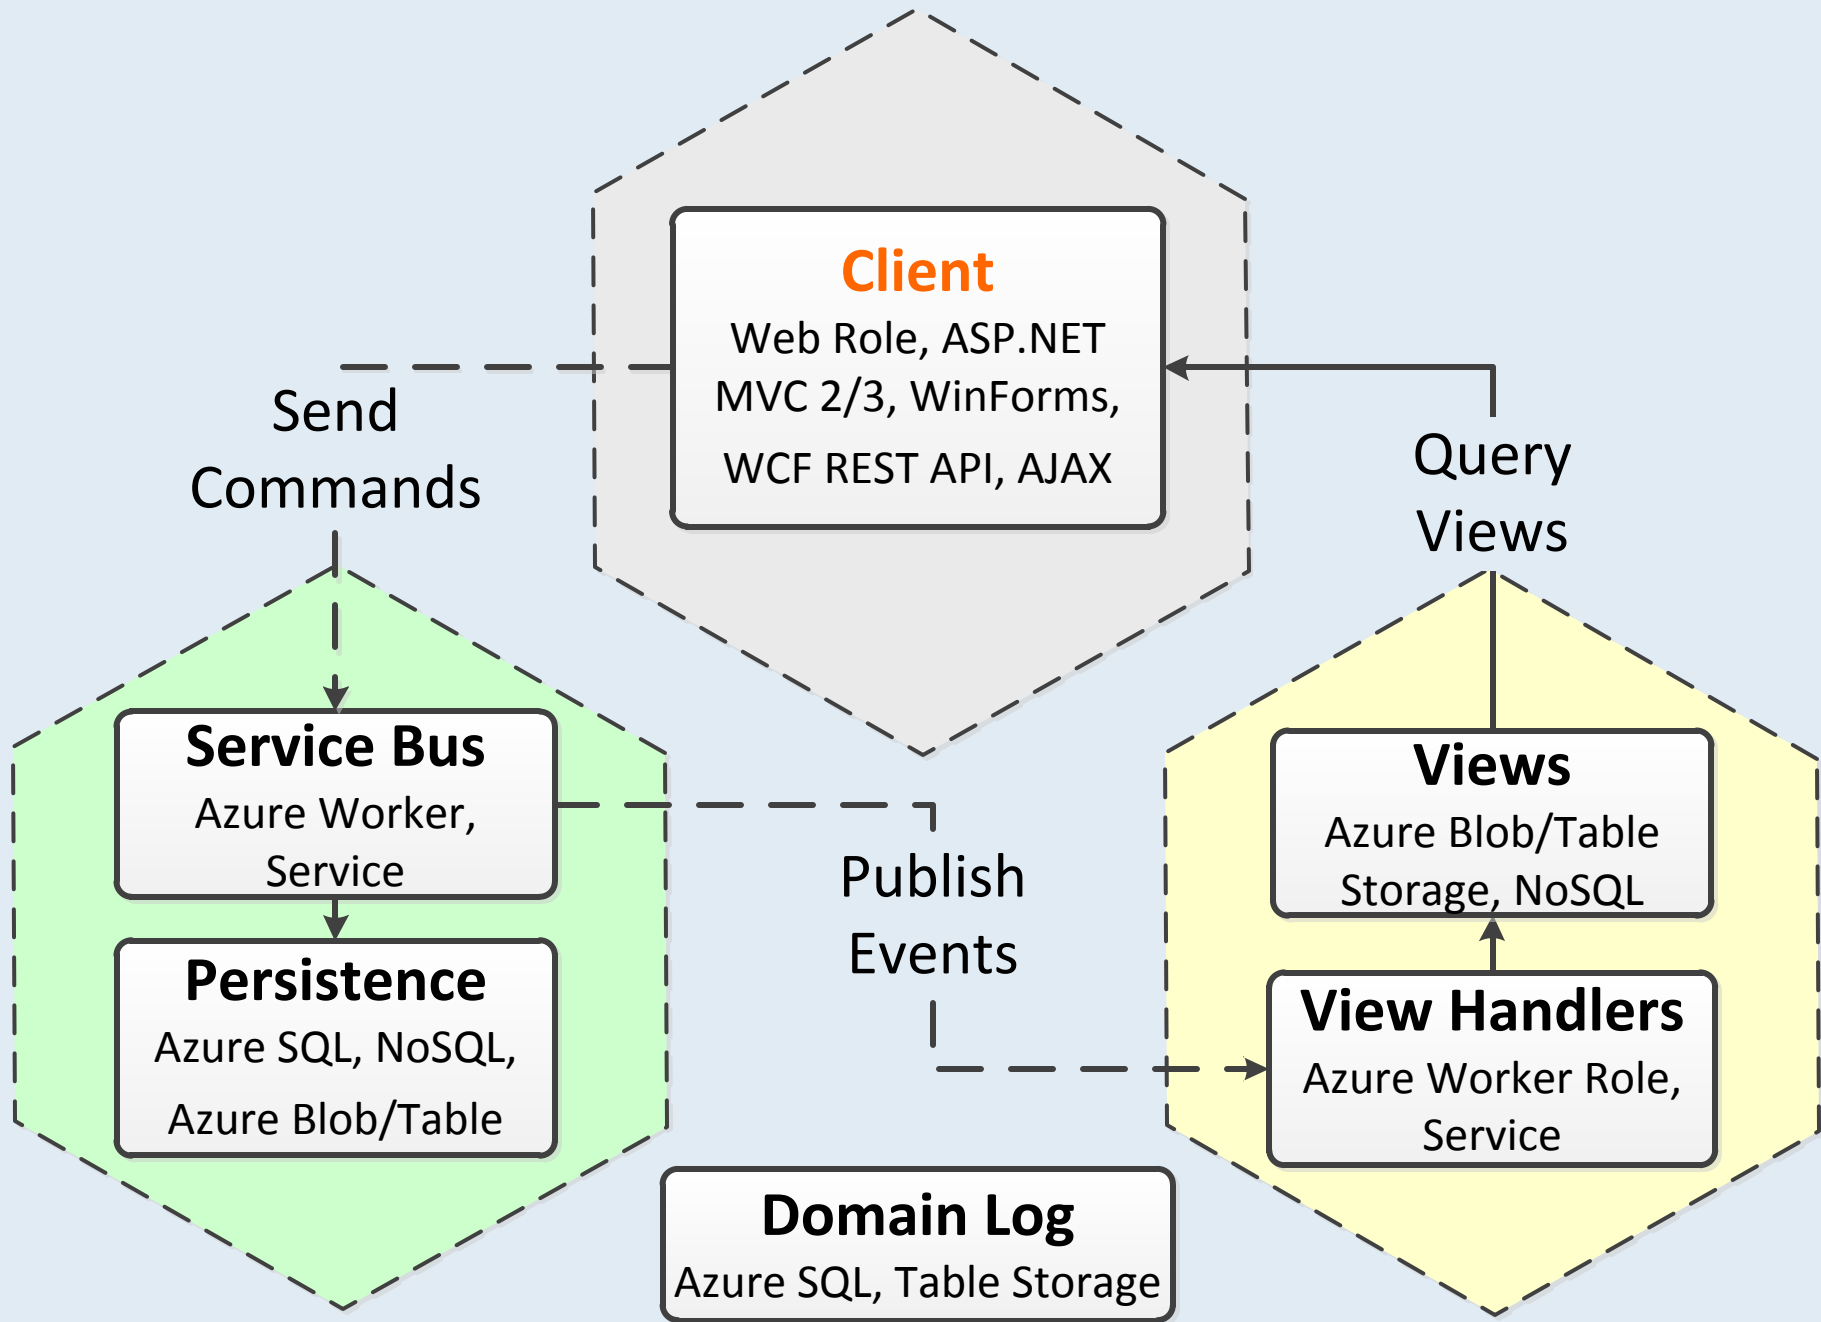 Client
Web Role, ASP.NET
MVC 2/3, WinForms,
WCF REST API, AJAX
Send
Commands
Query
Views
Service Bus
Azure Worker,
Service
Persistence
Azure SQL, NoSQL,
Azure Blob/Table
Publish
Events
Views
Azure Blob/Table
Storage, NoSQL
View Handlers
Azure Worker Role,
Service
Domain Log
Azure SQL, Table Storage